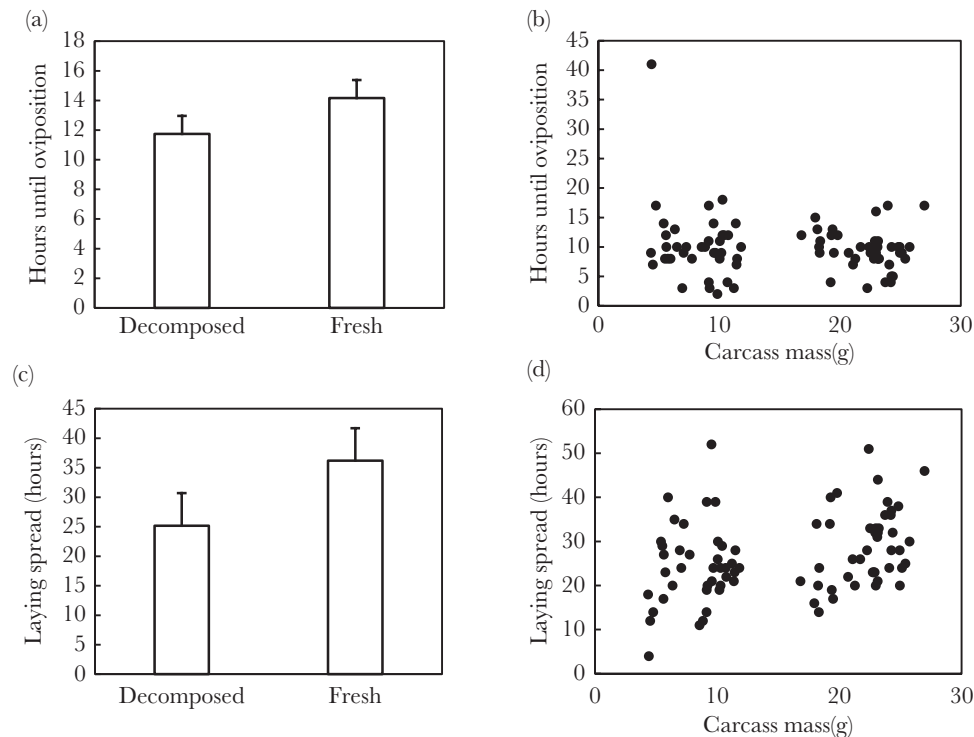 (a)
18
16
14
12
10
8
6
4
2
0
Hours until oviposition
Decomposed Fresh
(b)
45
40
35
30
25
20
15
10
5
0
Hours until oviposition
0 10 20 30
Carcass mass(g)
(c)
45
40
35
30
25
20
15
10
5
0
Laying spread (hours)
Decomposed Fresh
(d)
60
50
40
30
20
10
0
Laying spread (hours)
0 10 20 30
Carcass mass(g)